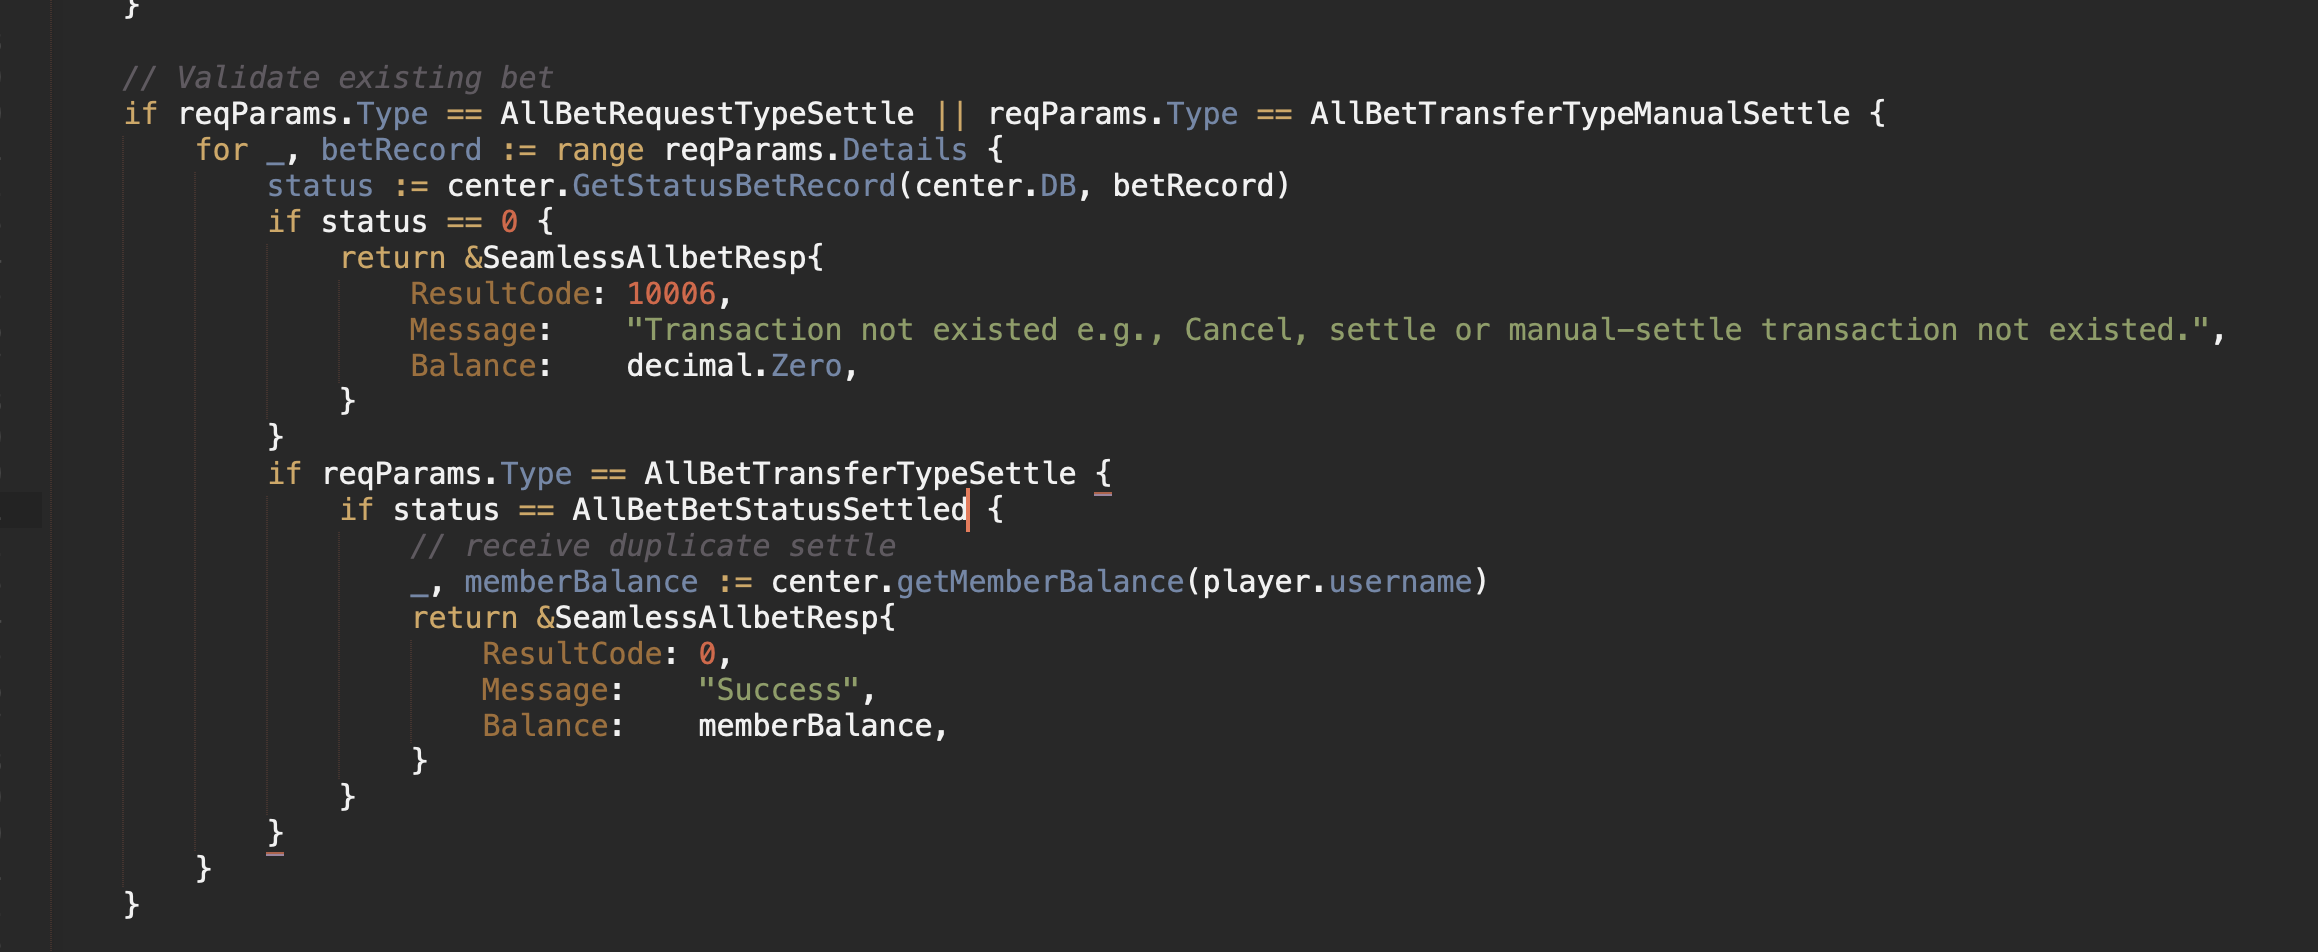 }
// Validate existing bet
if reqParams.Type == AllBetRequestTypeSettle || reqParams.Type == AllBetTransferTypeManualSettle {
for _, betRecord := range reqParams.Details {
status := center.GetStatusBetRecord(center.DB, betRecord)
if status == 0 {
return &SeamlessAllbetResp{
ResultCode: 10006,
Message: "Transaction not existed e.g., Cancel, settle or manual-settle transaction not existed.",
Balance: decimal.Zero,
}
}
if reqParams.Type == AllBetTransferTypeSettle {
if status == AllBetBetStatusSettled {
// receive duplicate settle
_, memberBalance := center.getMemberBalance(player.username)
return &SeamlessAllbetResp{
ResultCode: 0,
Message: "Success",
Balance: memberBalance,
}
}
}
}
}